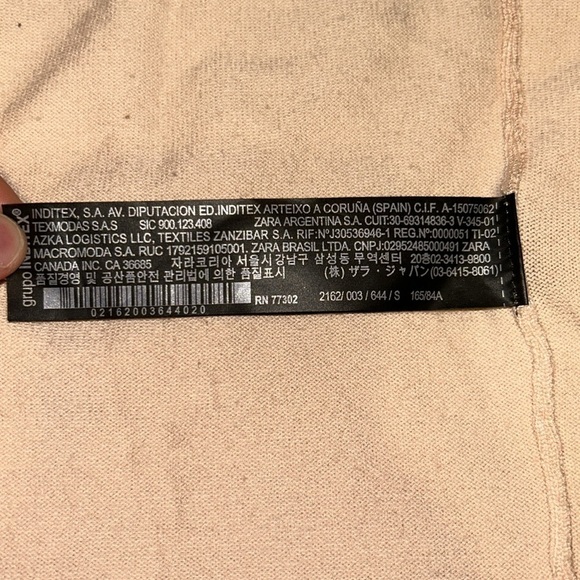 grupo INDITEX®
INDITEX, S.A. AV. DIPUTACION ED.INDITEX ARTEIXO A CORUÑA (SPAIN) C.I.F. A-15075062
TEXMODAS S.A.S SIC 900.123.408 ZARA ARGENTINA S.A. CUIT:30-69314836-3 V-345-01
AZKA LOGISTICS LLC, TEXTILES ZANZIBAR S.A. RIF:NºJ30536946-1 REG.Nº:0000051 TI-02
MACROMODA S.A. RUC 1792159105001. ZARA BRASIL LTDA. CNPJ:02952485000491 ZARA
CANADA INC. CA 36685 자라코리아 서울시 강남구 삼성동 무역센터 20층02-3413-9800
품질경영 및 공산품안전 관리법에 의한 품질표시 (株) ザラ・ジャパン(03-6415-8061)
RN 77302 2162/ 003 / 644 / S 165/84A
02162003644020